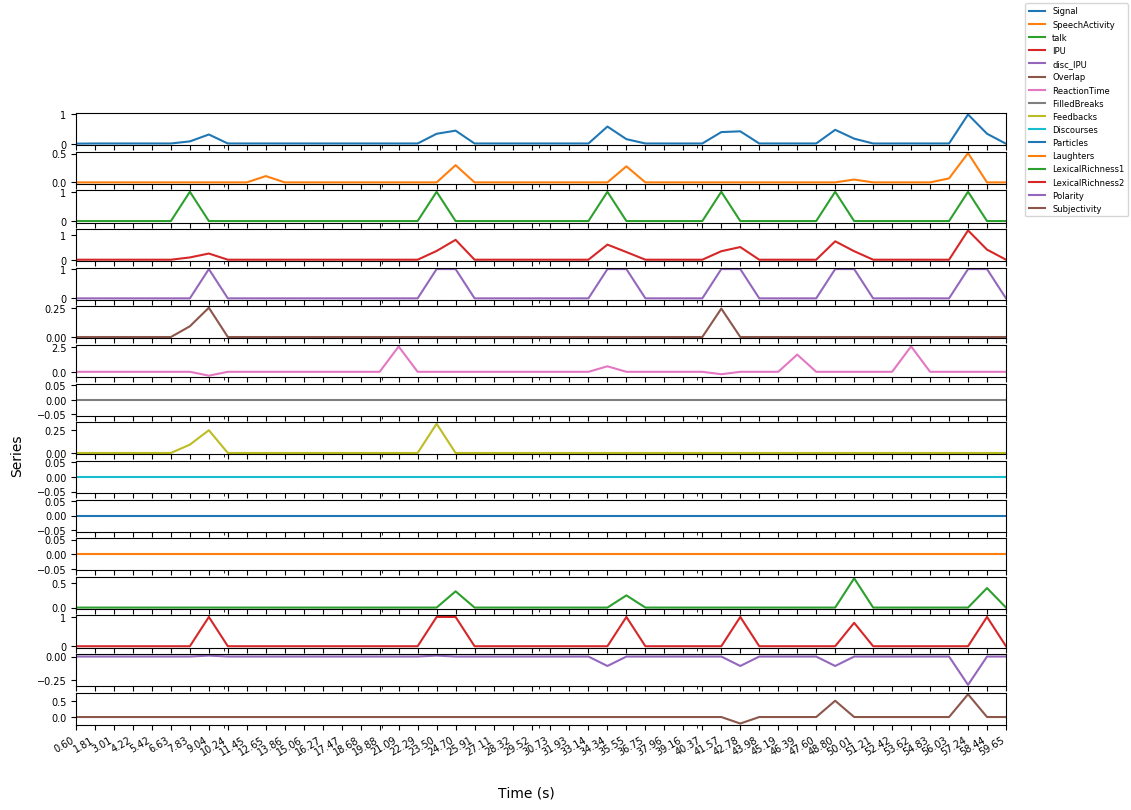 Signal
SpeechActivity
talk
IPU
disc_IPU
Overlap
ReactionTime
FilledBreaks
Feedbacks
Discourses
Particles
Laughters
LexicalRichness1
LexicalRichness2
Polarity
Subjectivity
1
0
0.5
0.0
1
0
1
0
1
0
0.25
0.00
2.5
0.0
0.05
0.00
−0.05
0.25
0.00
0.05
0.00
−0.05
0.05
0.00
−0.05
0.05
0.00
−0.05
0.5
0.0
1
0
0.00
−0.25
0.5
0.0
Series
0.60 1.81 3.01 4.22 5.42 6.63 7.83 9.04 10.24 11.45 12.65 13.86 15.06 16.27 17.47 18.68 19.88 21.09 22.29 23.50 24.70 25.91 27.11 28.32 29.52 30.73 31.93 33.14 34.34 35.55 36.75 37.96 39.16 40.37 41.57 42.78 43.98 45.19 46.39 47.60 48.80 50.01 51.21 52.42 53.62 54.83 56.03 57.24 58.44 59.65
Time (s)